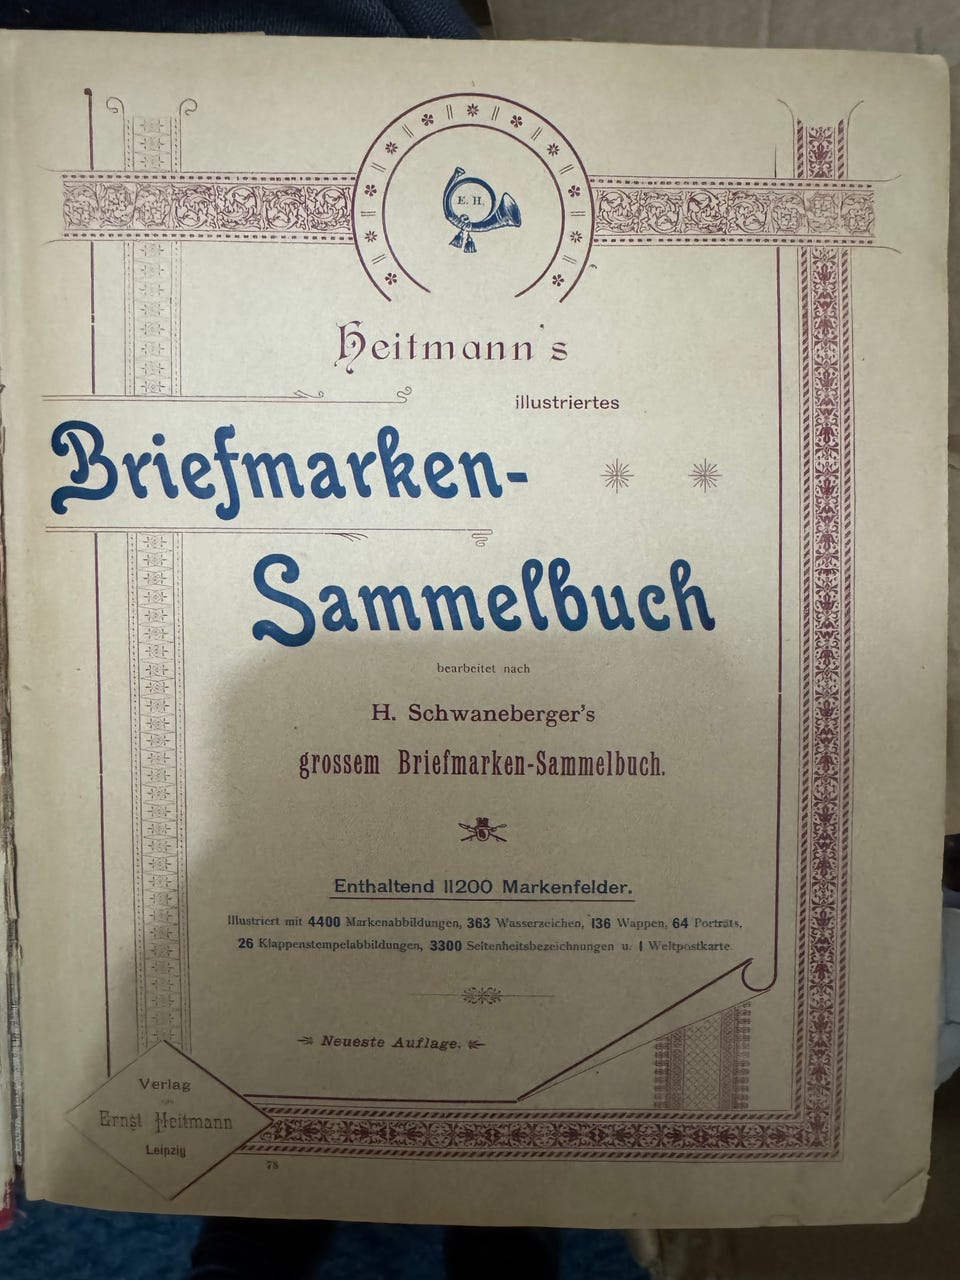 E. H.
Heitmann's
illustriertes
Briefmarken-
Sammelbuch
bearbeitet nach
H. Schwaneberger's
grossem Briefmarken-Sammelbuch.
Enthaltend 11200 Markenfelder.
Illustriert mit 4400 Markenabbildungen, 363 Wasserzeichen, 136 Wappen, 64 Porträts,
26 Klappenstempelabbildungen, 3300 Seltenheitsbezeichnungen u. 1 Weltpostkarte.
Neueste Auflage.
Verlag
von
Ernst Heitmann
Leipzig
78